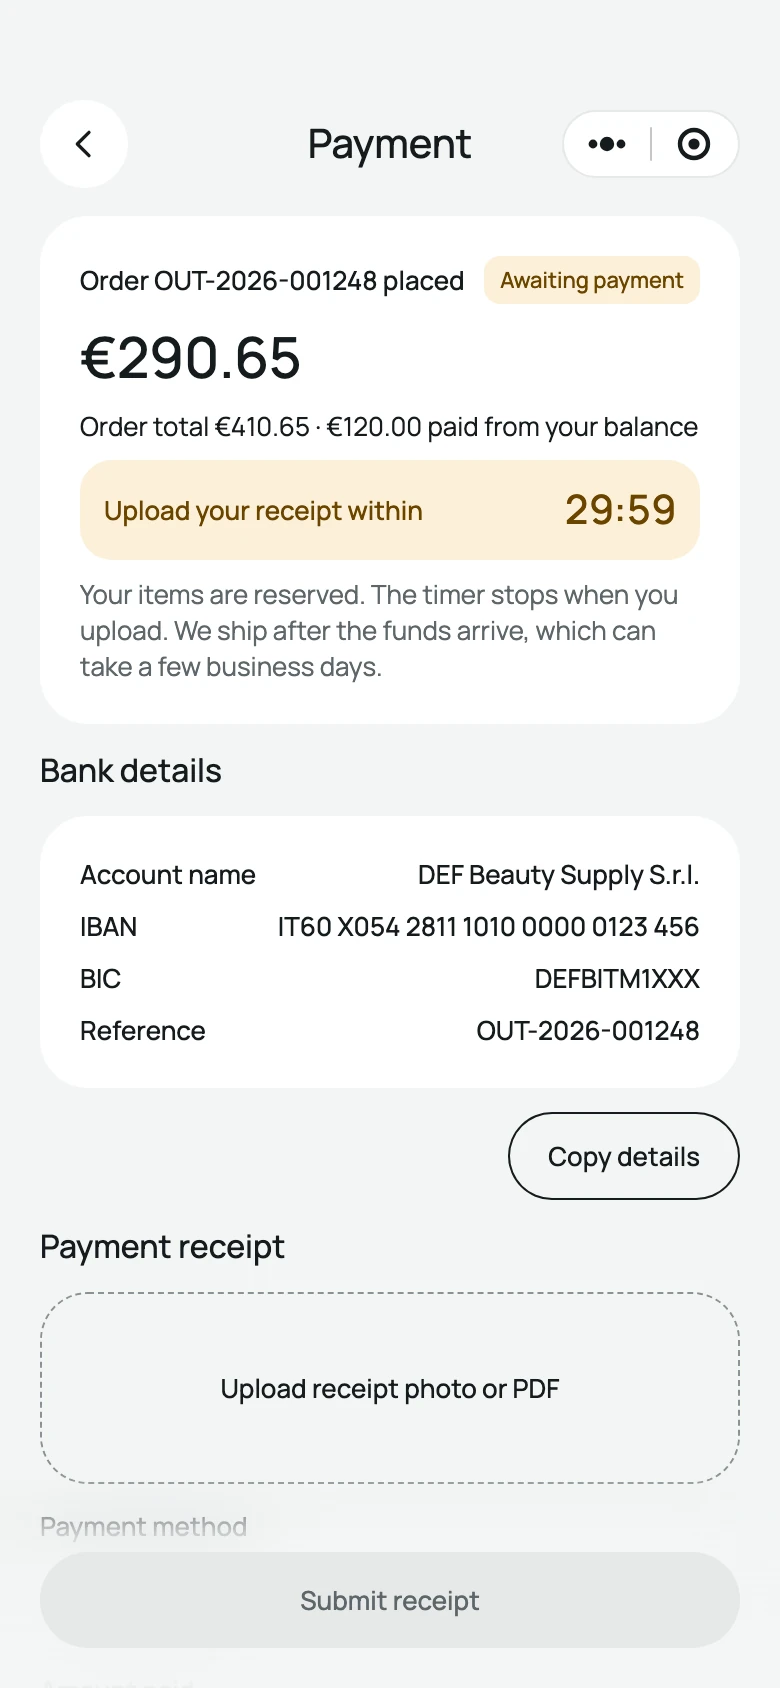 Payment
Order OUT-2026-001248 placed
Awaiting payment
€290.65
Order total €410.65 · €120.00 paid from your balance
Upload your receipt within
29:59
Your items are reserved. The timer stops when you
upload. We ship after the funds arrive, which can
take a few business days.
Bank details
Account name
DEF Beauty Supply S.r.l.
IBAN
IT60 X054 2811 1010 0000 0123 456
BIC
DEFBITM1XXX
Reference
OUT-2026-001248
Copy details
Payment receipt
Upload receipt photo or PDF
Payment method
Submit receipt